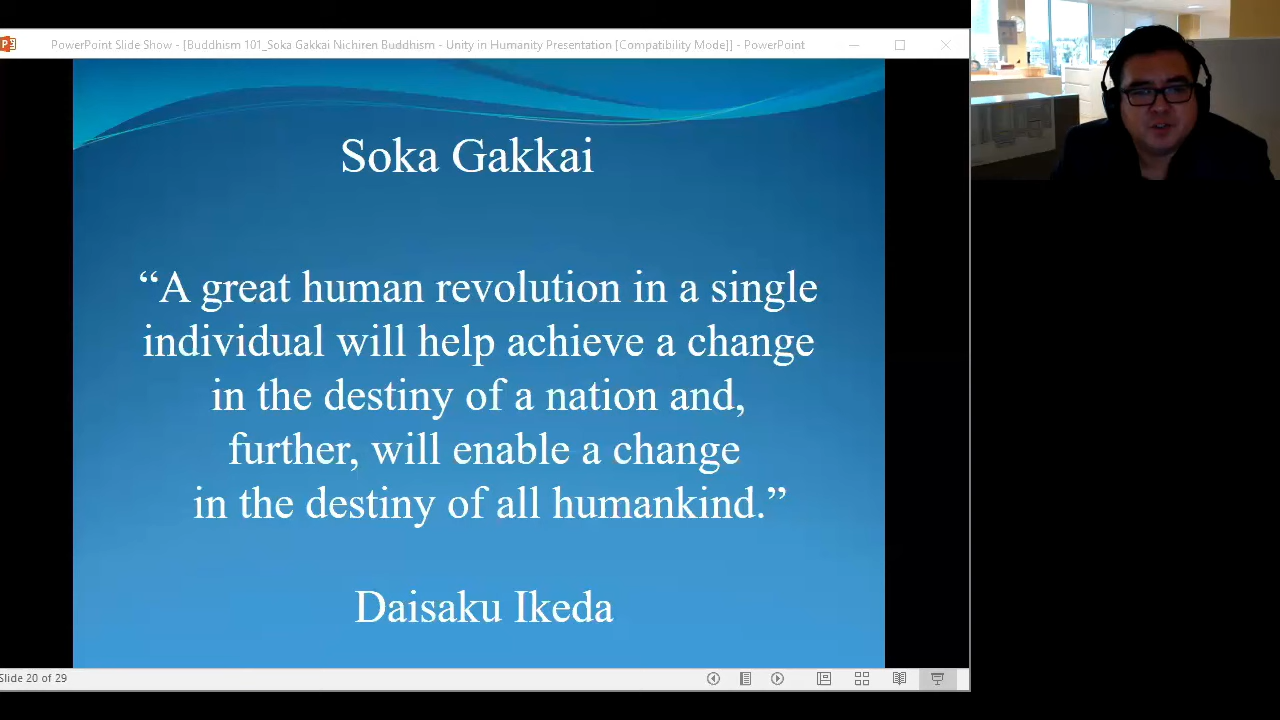 PowerPoint Slide Show - [Buddhism 101_Soka Gakkai Nichiren Buddhism - Unity in Humanity Presentation [Compatibility Mode]] - PowerPoint
Soka Gakkai
“A great human revolution in a single
individual will help achieve a change
in the destiny of a nation and,
further, will enable a change
in the destiny of all humankind.”
Daisaku Ikeda
Slide 20 of 29